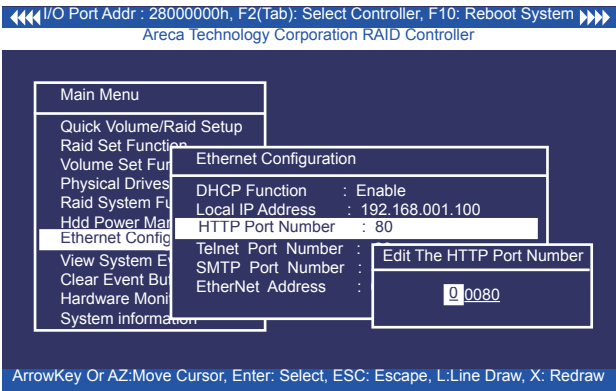 I/O Port Addr : 28000000h, F2(Tab): Select Controller, F10: Reboot System
Areca Technology Corporation RAID Controller
Main Menu
Quick Volume/Raid Setup
Raid Set Function
Volume Set Fun
Physical Drives
Raid System Fu
Hdd Power Man
Ethernet Config
View System Ev
Clear Event Buf
Hardware Moni
System information
Ethernet Configuration
DHCP Function : Enable
Local IP Address : 192.168.001.100
HTTP Port Number : 80
Telnet Port Number :
SMTP Port Number :
EtherNet Address :
Edit The HTTP Port Number
0 0080
ArrowKey Or AZ:Move Cursor, Enter: Select, ESC: Escape, L:Line Draw, X: Redraw